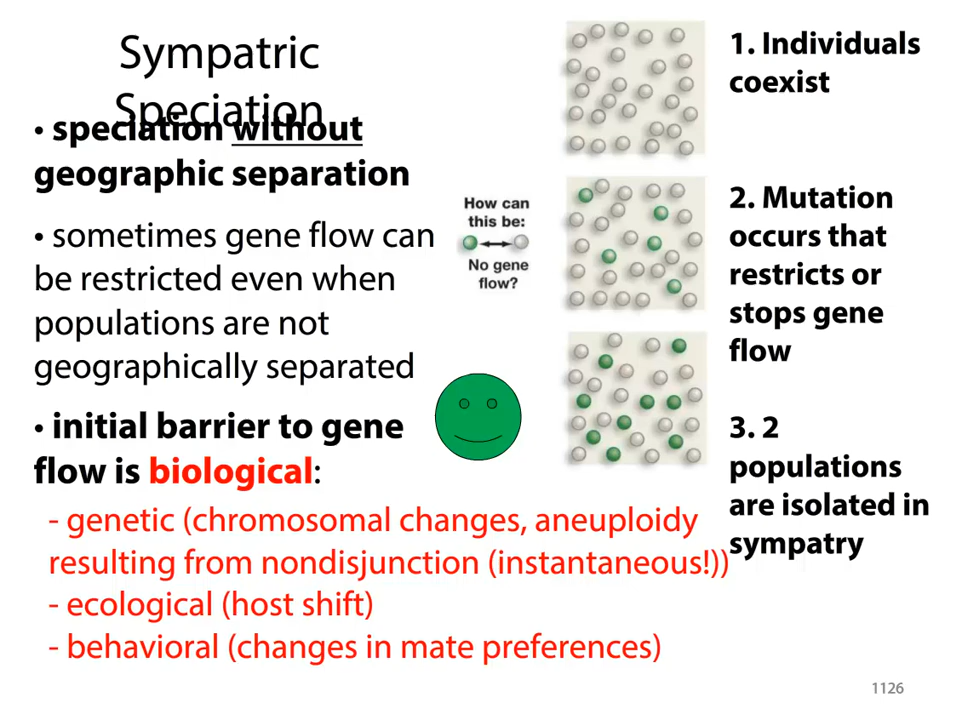 Sympatric
Speciation
• speciation without
geographic separation
• sometimes gene flow can
be restricted even when
populations are not
geographically separated
• initial barrier to gene
flow is biological:
- genetic (chromosomal changes, aneuploidy
resulting from nondisjunction (instantaneous!))
- ecological (host shift)
- behavioral (changes in mate preferences)
How can
this be:
No gene
flow?
1. Individuals
coexist
2. Mutation
occurs that
restricts or
stops gene
flow
3. 2
populations
are isolated in
sympatry
1126